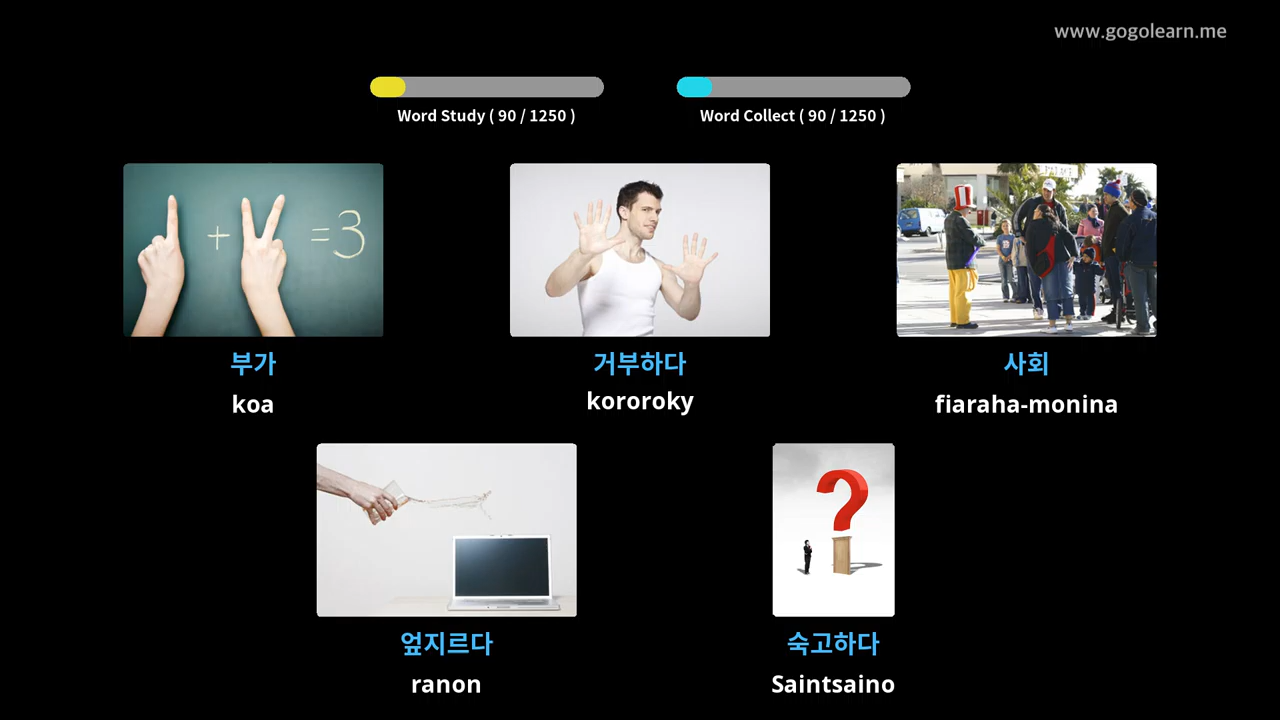 www.gogolearn.me
Word Study ( 90 / 1250 )
Word Collect ( 90 / 1250 )
+ = 3
부가
koa
거부하다
kororoky
사회
fiaraha-monina
엎지르다
ranon
?
숙고하다
Saintsaino